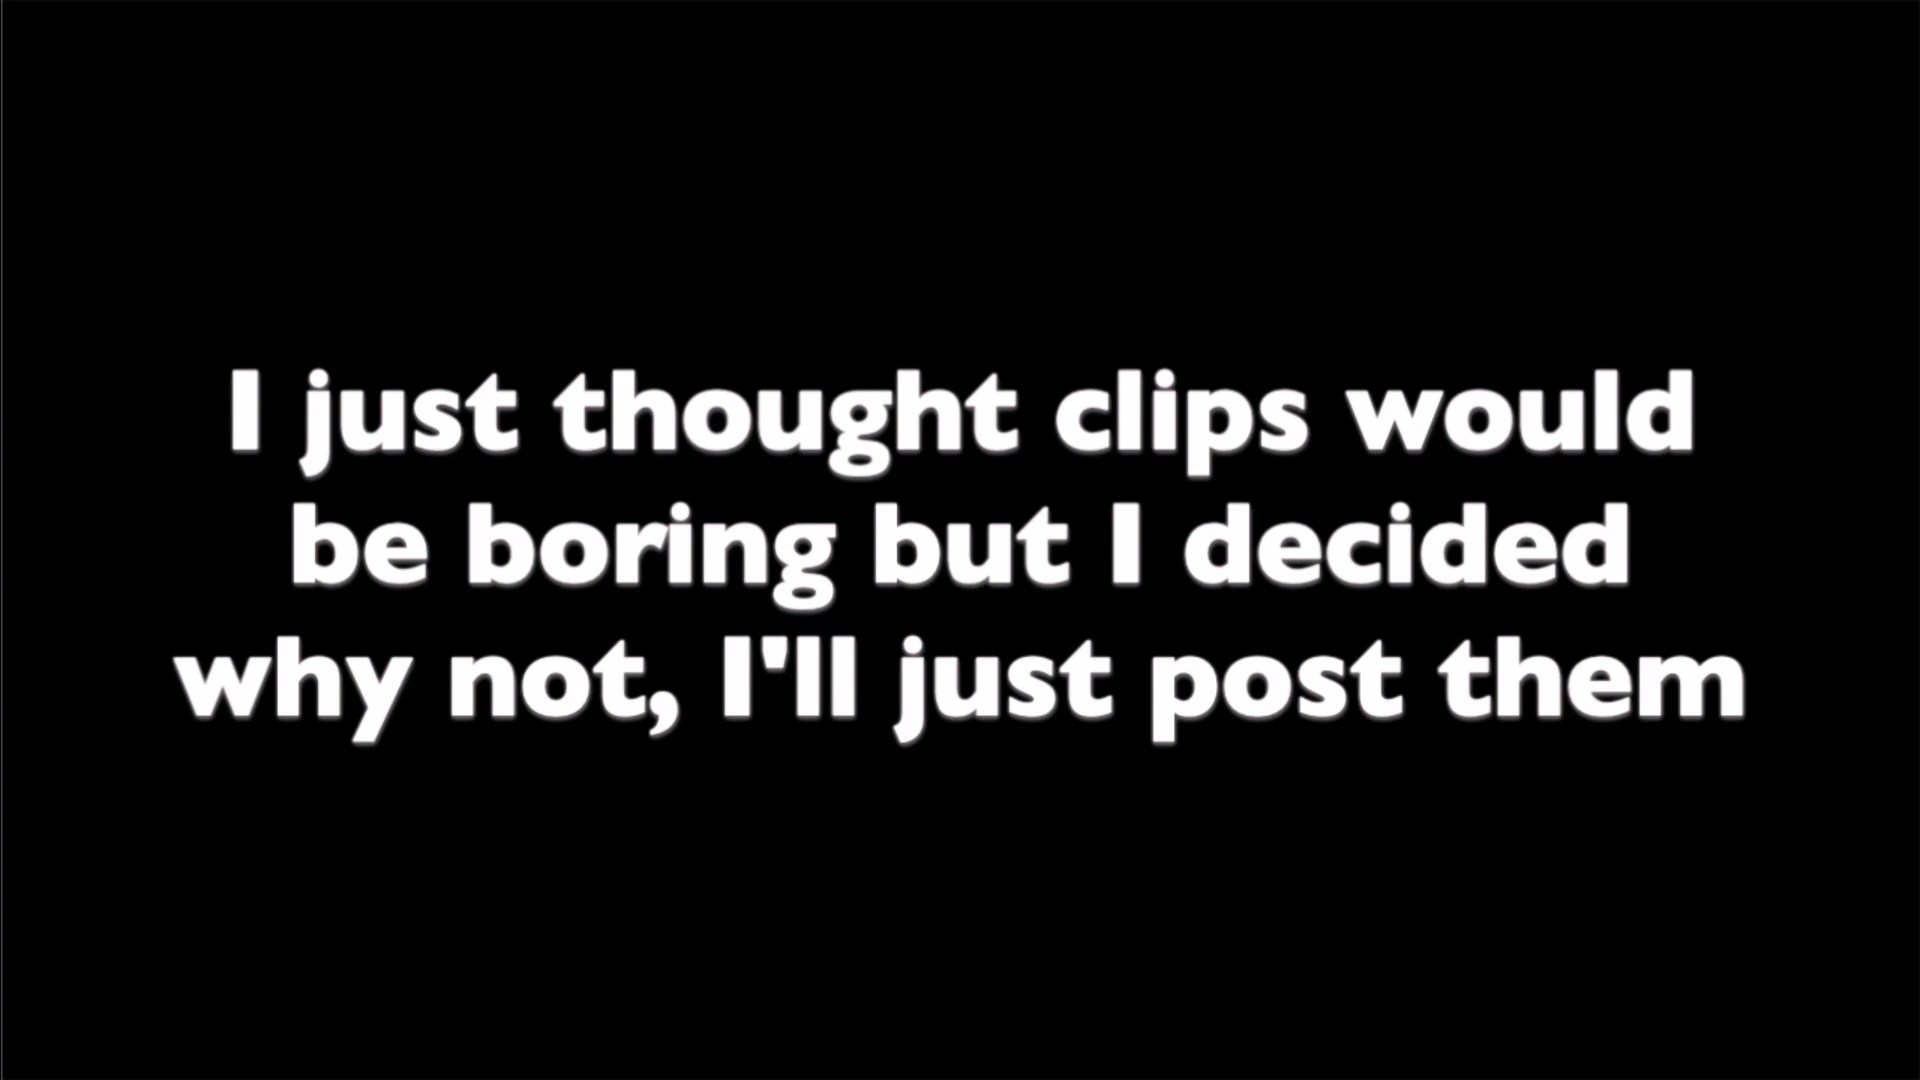 I just thought clips would
be boring but I decided
why not, I'll just post them